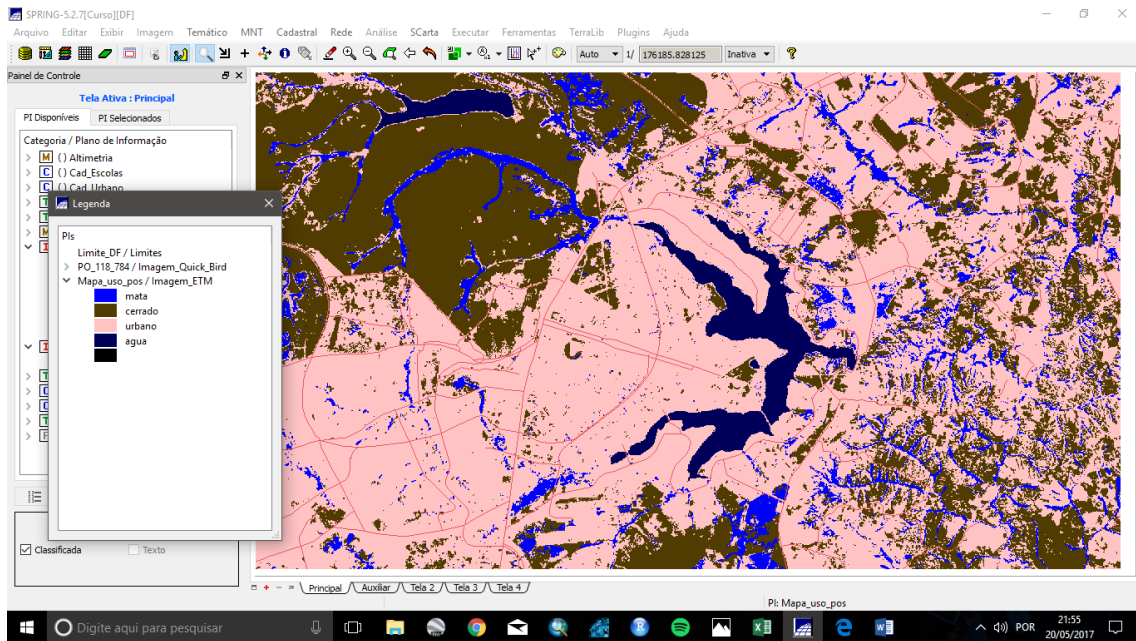 SPRING-5.2.7[Curso][DF]
Arquivo Editar Exibir Imagem Temático MNT Cadastral Rede Análise SCarta Executar Ferramentas TerraLib Plugins Ajuda
Auto 1/ 176185.828125 Inativa
Painel de Controle
Tela Ativa : Principal
PI Disponíveis PI Selecionados
Categoria / Plano de Informação
M () Altimetria
C () Cad_Escolas
C () Cad_Urbano
Legenda
PIs
Limite_DF / Limites
PO_118_784 / Imagem_Quick_Bird
Mapa_uso_pos / Imagem_ETM
mata
cerrado
urbano
agua
Classificada Texto
Principal Auxiliar Tela 2 Tela 3 Tela 4
PI: Mapa_uso_pos
Digite aqui para pesquisar
POR
21:55
20/05/2017